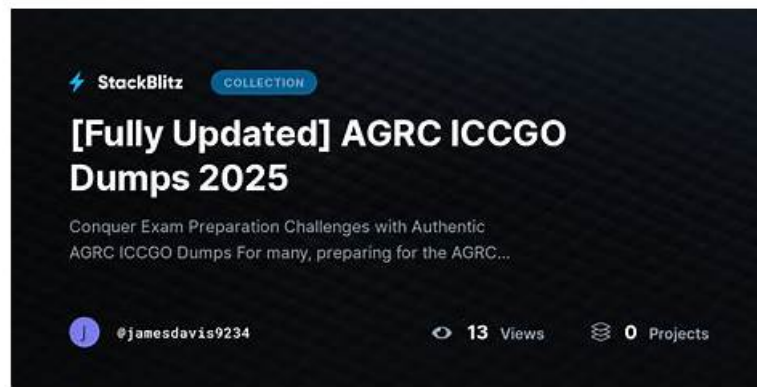 StackBlitz COLLECTION
[Fully Updated] AGRC ICCGO
Dumps 2025
Conquer Exam Preparation Challenges with Authentic
AGRC ICCGO Dumps For many, preparing for the AGRC...
J @jamesdavis9234 13 Views 0 Projects